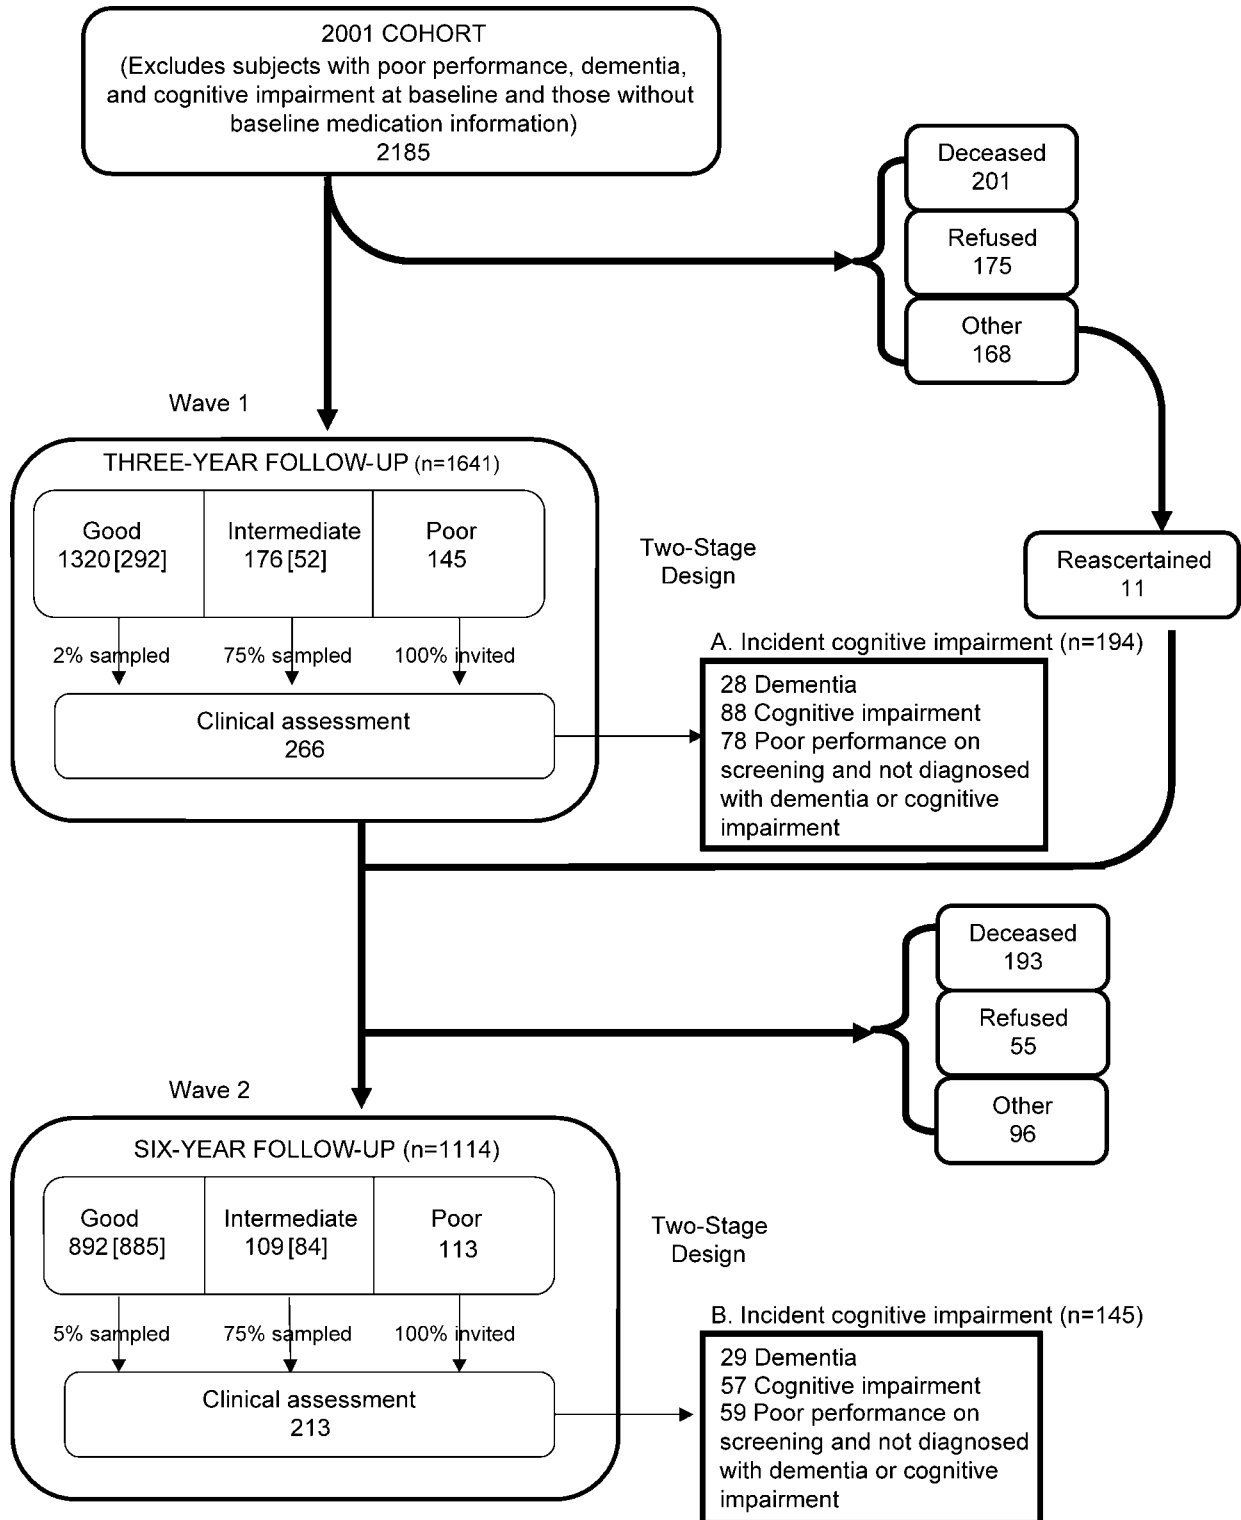 2001 COHORT
(Excludes subjects with poor performance, dementia,
and cognitive impairment at baseline and those without
baseline medication information)
2185
Deceased
201
Refused
175
Other
168
Wave 1
THREE-YEAR FOLLOW-UP (n=1641)
Good
1320 [292]
Intermediate
176 [52]
Poor
145
Two-Stage
Design
Reascertained
11
2% sampled
75% sampled
100% invited
Clinical assessment
266
A. Incident cognitive impairment (n=194)
28 Dementia
88 Cognitive impairment
78 Poor performance on
screening and not diagnosed
with dementia or cognitive
impairment
Deceased
193
Refused
55
Other
96
Wave 2
SIX-YEAR FOLLOW-UP (n=1114)
Good
892 [885]
Intermediate
109 [84]
Poor
113
Two-Stage
Design
5% sampled
75% sampled
100% invited
Clinical assessment
213
B. Incident cognitive impairment (n=145)
29 Dementia
57 Cognitive impairment
59 Poor performance on
screening and not diagnosed
with dementia or cognitive
impairment